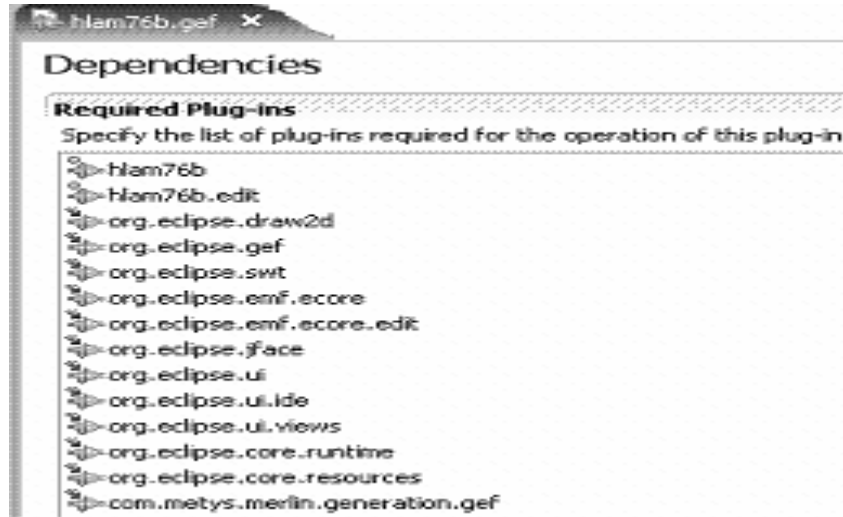 hlam76b.gef
Dependencies
Required Plug-ins
Specify the list of plug-ins required for the operation of this plug-in
hlam76b
hlam76b.edit
org.eclipse.draw2d
org.eclipse.gef
org.eclipse.swt
org.eclipse.emf.ecore
org.eclipse.emf.ecore.edit
org.eclipse.jface
org.eclipse.ui
org.eclipse.ui.ide
org.eclipse.ui.views
org.eclipse.core.runtime
org.eclipse.core.resources
com.metys.merlin.generation.gef